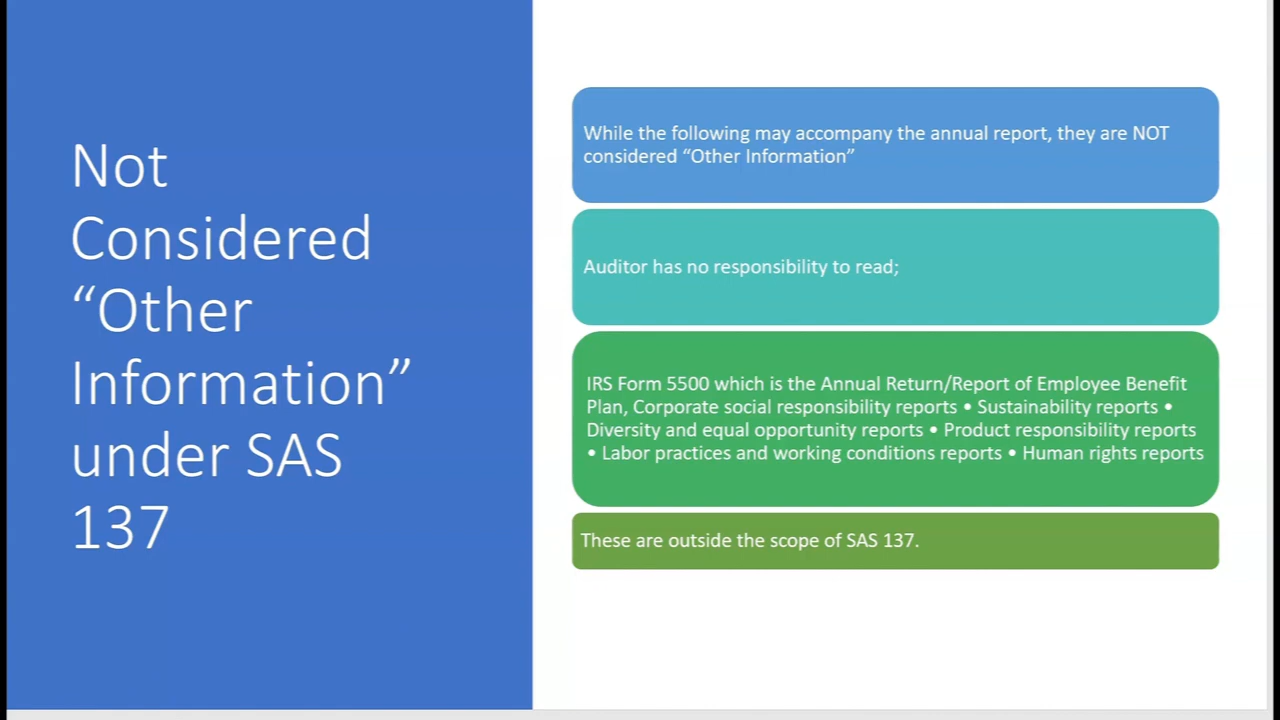 Not
Considered
“Other
Information”
under SAS
137
While the following may accompany the annual report, they are NOT
considered “Other Information”
Auditor has no responsibility to read;
IRS Form 5500 which is the Annual Return/Report of Employee Benefit
Plan, Corporate social responsibility reports • Sustainability reports •
Diversity and equal opportunity reports • Product responsibility reports
• Labor practices and working conditions reports • Human rights reports
These are outside the scope of SAS 137.